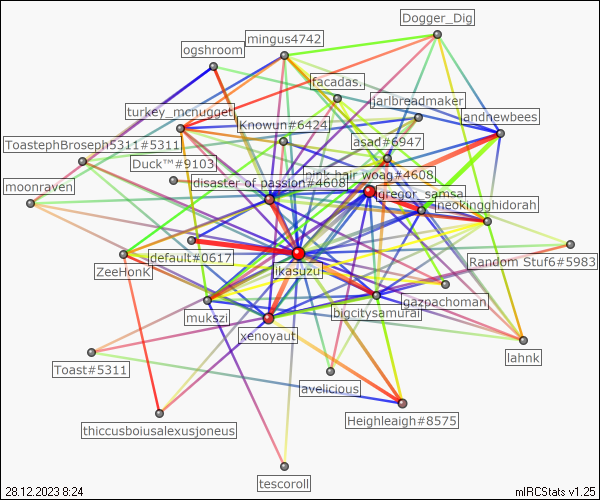 Dogger_Dig
mingus4742
ogshroom
facadas.
jarlbreadmaker
turkey_mcnugget
andnewbees
Knowun#6424
ToastephBroseph5311#5311
asad#6947
Duck™#9103
pink hair woag#4608
disaster of passion#4608
moonraven
gregor_samsa
neokingghidorah
default#0617
Random Stuf6#5983
ZeeHonk
likasuzu
gazpachoman
mukszi
bigcitysamurai
xenoyaut
lahnk
Toast#5311
avelicious
Heighleaigh#8575
thiccusboiusalexusjoneus
tescoroll
28.12.2023 8:24
mIRCStats v1.25